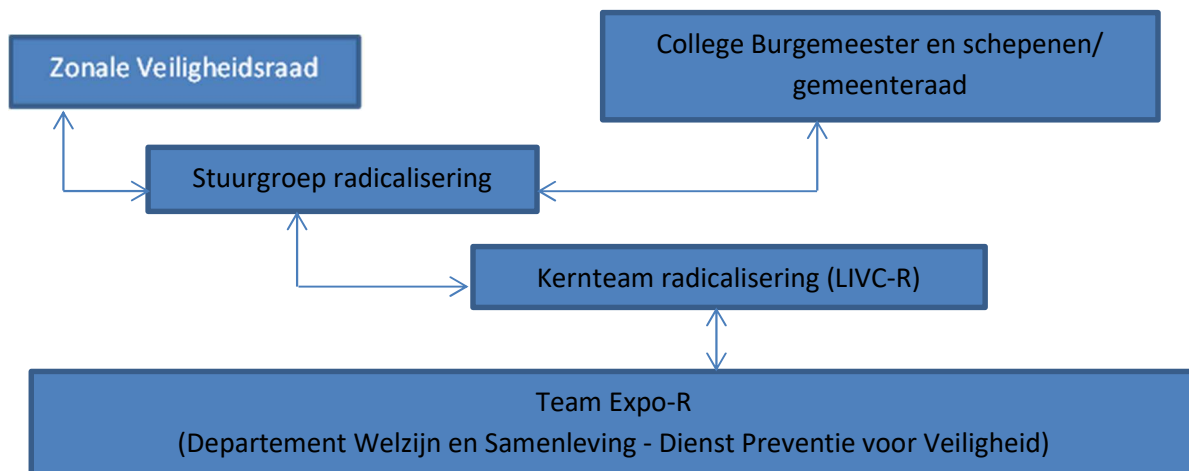 Zonale Veiligheidsraad
College Burgemeester en schepenen/
gemeenteraad
Stuurgroep radicalisering
Kernteam radicalisering (LIVC-R)
Team Expo-R
(Departement Welzijn en Samenleving - Dienst Preventie voor Veiligheid)